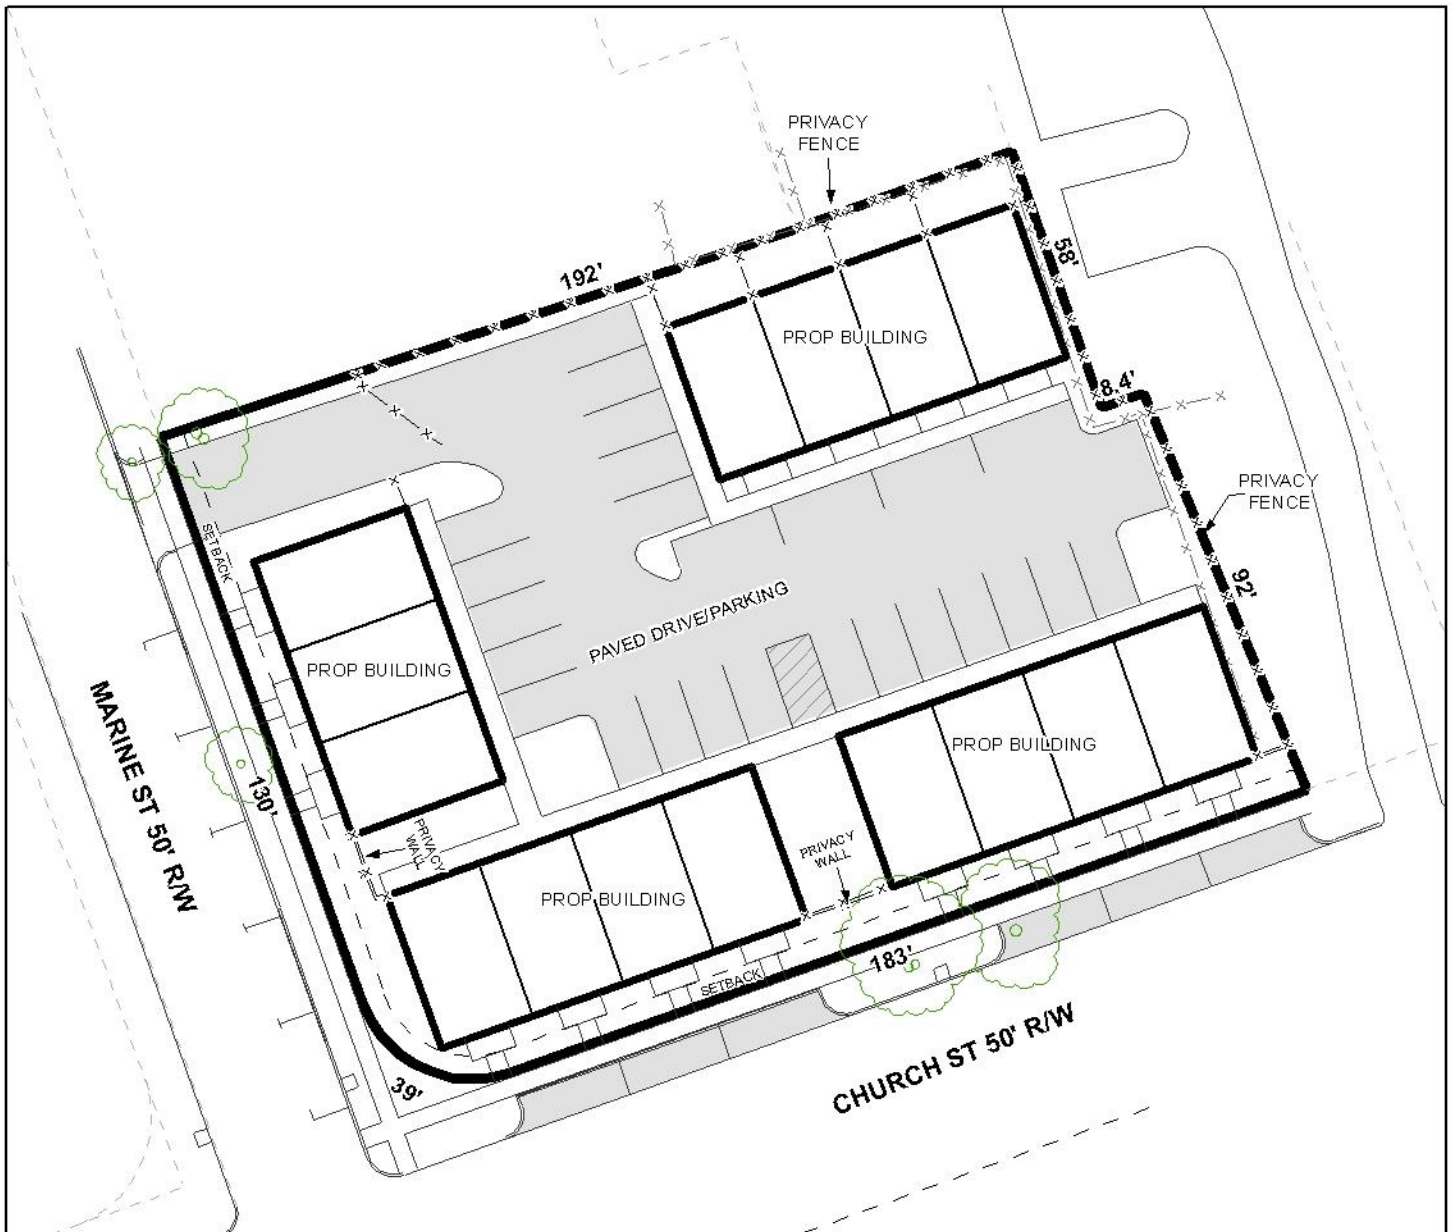 PRIVACY
FENCE
192'
58'
PROP BUILDING
8.4'
PRIVACY
FENCE
SETBACK
92'
PAVED DRIVE/PARKING
PROP BUILDING
MARINE ST 50' R/W
130'
PROP BUILDING
PRIVACY
WALL
PRIVACY
WALL
PROP BUILDING
183'
SETBACK
CHURCH ST 50' R/W
39'